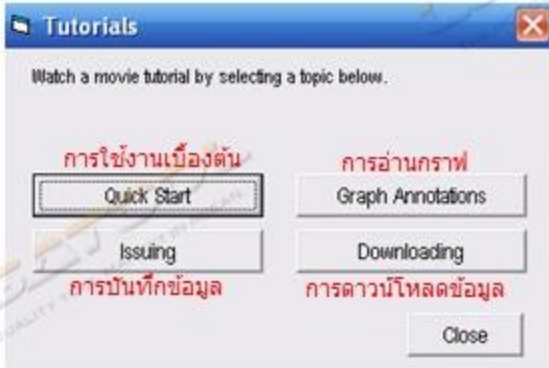 Tutorials
Watch a movie tutorial by selecting a topic below.
การใช้งานเบื้องต้น
การอ่านกราฟ
Quick Start
Graph Annotations
Issuing
Downloading
การบันทึกข้อมูล
การดาวน์โหลดข้อมูล
Close